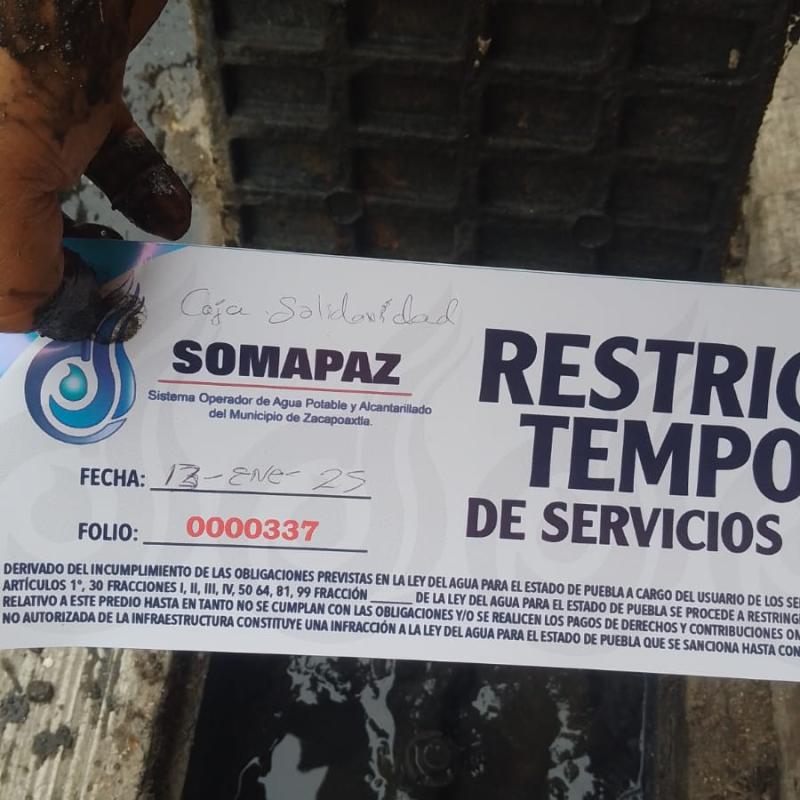 Caja Solidaridad
SOMAPAZ
Sistema Operador de Agua Potable y Alcantarillado
del Municipio de Zacapoaxtla.
FECHA: 13-ENE-25
FOLIO: 0000337
RESTRIC
TEMPO
DE SERVICIOS
DERIVADO DEL INCUMPLIMIENTO DE LAS OBLIGACIONES PREVISTAS EN LA LEY DEL AGUA PARA EL ESTADO DE PUEBLA A CARGO DEL USUARIO DE LOS SE
ARTÍCULOS 1°, 30 FRACCIONES I, II, III, IV, 50 64, 81, 99 FRACCIÓN ______ DE LA LEY DEL AGUA PARA EL ESTADO DE PUEBLA SE PROCEDE A RESTRING
RELATIVO A ESTE PREDIO HASTA EN TANTO NO SE CUMPLAN CON LAS OBLIGACIONES Y/O SE REALICEN LOS PAGOS DE DERECHOS Y CONTRIBUCIONES OM
NO AUTORIZADA DE LA INFRAESTRUCTURA CONSTITUYE UNA INFRACCIÓN A LA LEY DEL AGUA PARA EL ESTADO DE PUEBLA QUE SE SANCIONA HASTA CON